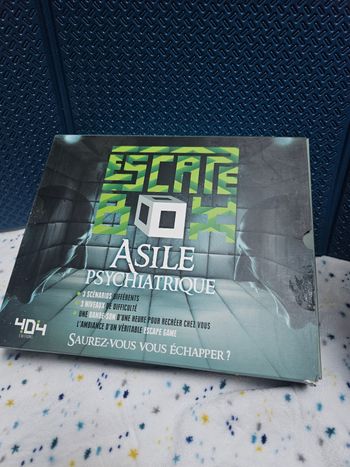 ESCAPE
BOX
ASILE
PSYCHIATRIQUE
• 3 SCÉNARIOS DIFFÉRENTS
• 3 NIVEAUX DE DIFFICULTÉ
• UNE BANDE-SON D'UNE HEURE POUR RECRÉER CHEZ VOUS
L'AMBIANCE D'UN VÉRITABLE ESCAPE GAME
404
ÉDITIONS
SAUREZ-VOUS VOUS ÉCHAPPER ?